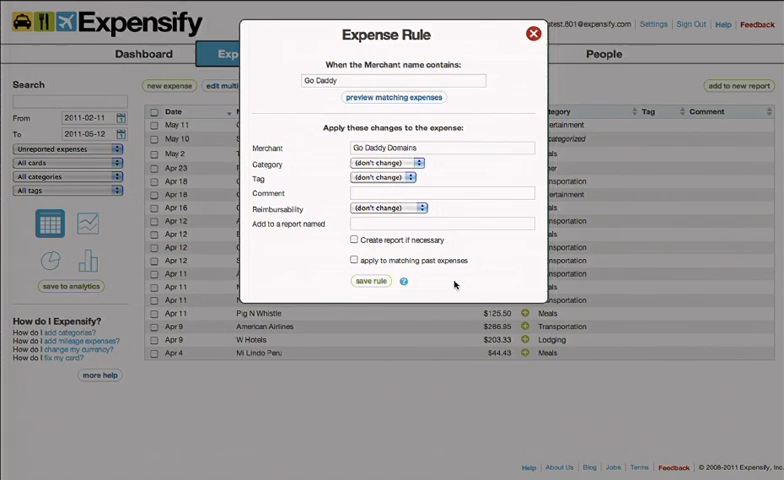 Expensify
test.801@expensify.com Settings Sign Out Help Feedback
Dashboard
People
Search
From 2011-02-11
To 2011-05-12
Unreported expenses
All cards
All categories
All tags
save to analytics
How do I Expensify?
How do I add categories?
How do I add mileage expenses?
How do I change my currency?
How do I fix my card?
more help
new expense
add to new report
Date
Tag Comment
May 11
May 10
May 2
Apr 23
Apr 18
Apr 18
Apr 16
Apr 12
Apr 12
Apr 12
Apr 11
Apr 11
Apr 11
Apr 11 Pig N Whistle $125.50 Meals
Apr 9 American Airlines $286.95 Transportation
Apr 9 W Hotels $203.33 Lodging
Apr 4 Mi Lindo Peru $44.43 Meals
Expense Rule
When the Merchant name contains:
Go Daddy
preview matching expenses
Apply these changes to the expense:
Merchant Go Daddy Domains
Category (don't change)
Tag (don't change)
Comment
Reimbursability (don't change)
Add to a report named
Create report if necessary
apply to matching past expenses
save rule ?
Help About Us Blog Jobs Terms Feedback © 2008-2011 Expensify, Inc.